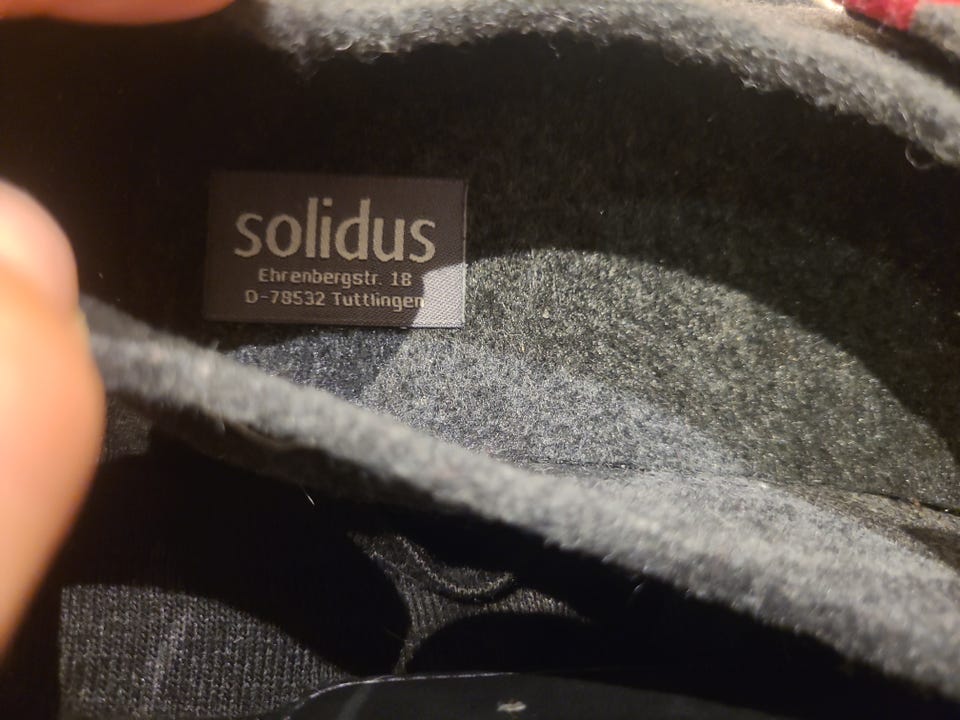 solidus
Ehrenbergstr. 18
D-78532 Tuttlingen